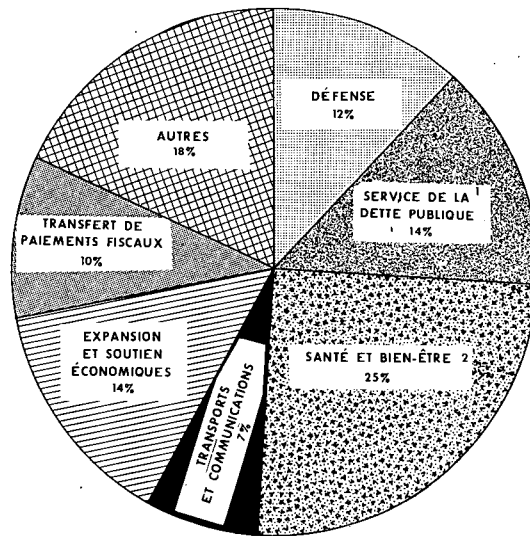 DÉFENSE
12%
SERVICE DE LA 1
DETTE PUBLIQUE
14%
SANTÉ ET BIEN-ÊTRE 2
25%
TRANSPORTS
ET COMMUNICATIONS
7%
EXPANSION
ET SOUTIEN
ÉCONOMIQUES
14%
TRANSFERT DE
PAIEMENTS FISCAUX
10%
AUTRES
18%